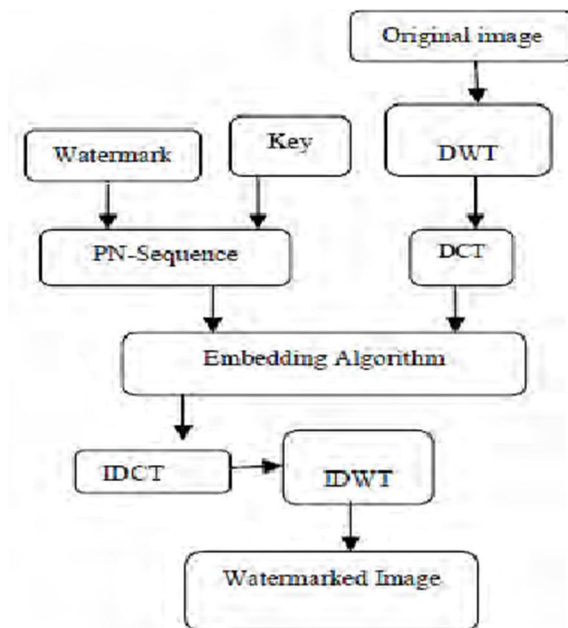 Original image
DWT
Watermark
Key
PN-Sequence
DCT
Embedding Algorithm
IDCT
IDWT
Watermarked Image